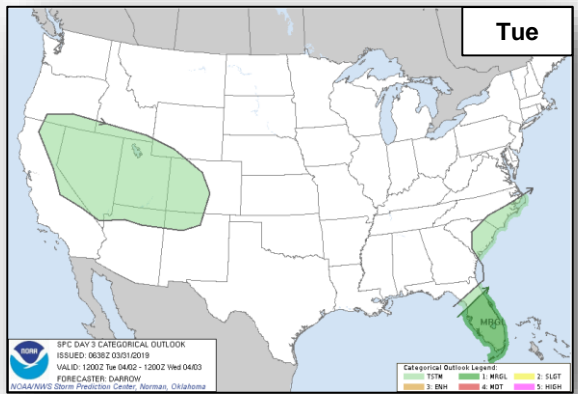 Tue
MRGL
NOAA
SPC DAY 3 CATEGORICAL OUTLOOK
ISSUED: 0638Z 03/31/2019
VALID: 1200Z Tue 04/02 - 1200Z Wed 04/03
FORECASTER: DARROW
NOAA/NWS Storm Prediction Center, Norman, Oklahoma
Categorical Outlook Legend:
TSTM 1: MRGL 2: SLGT
3: ENH 4: MDT 5: HIGH